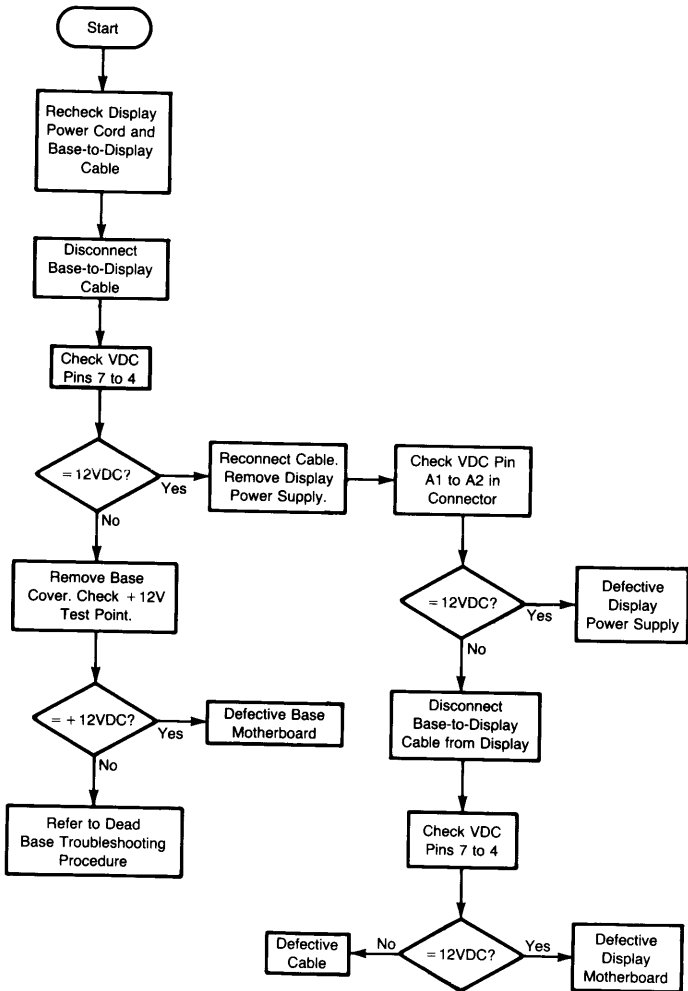 Start
Recheck Display
Power Cord and
Base-to-Display
Cable
Disconnect
Base-to-Display
Cable
Check VDC
Pins 7 to 4
= 12VDC?
Yes
No
Reconnect Cable.
Remove Display
Power Supply.
Check VDC Pin
A1 to A2 in
Connector
Remove Base
Cover. Check + 12V
Test Point.
= 12VDC?
Yes
No
Defective
Display
Power Supply
= + 12VDC?
Yes
No
Defective Base
Motherboard
Disconnect
Base-to-Display
Cable from Display
Refer to Dead
Base Troubleshooting
Procedure
Check VDC
Pins 7 to 4
Defective
Cable
No
= 12VDC?
Yes
Defective
Display
Motherboard